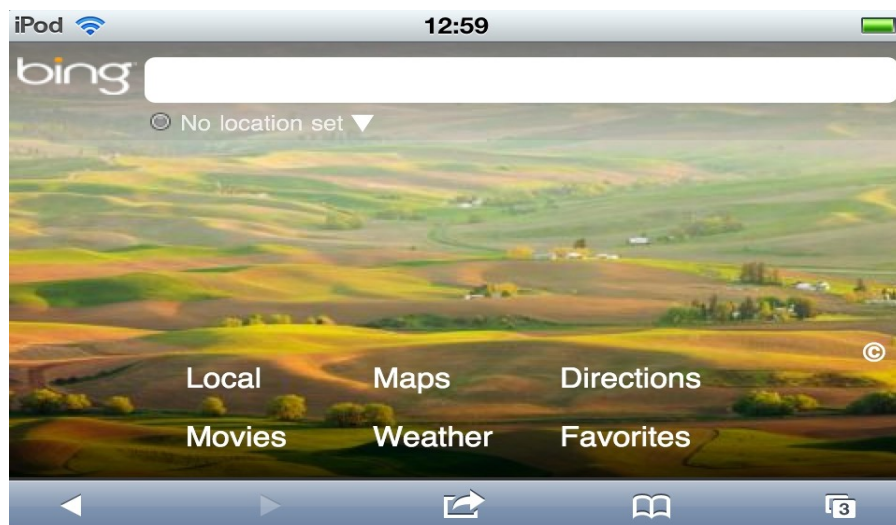 iPod 12:59
bing
No location set
©
Local Maps Directions
Movies Weather Favorites
3